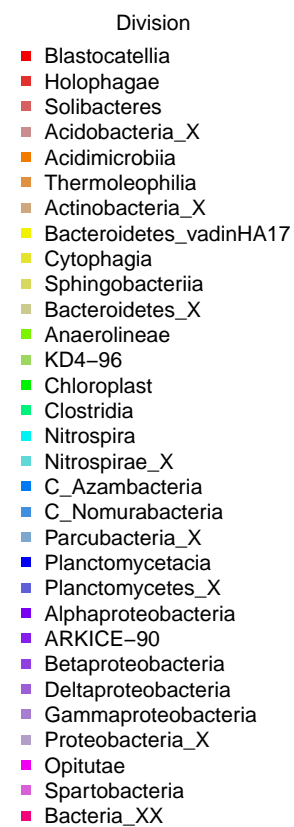 Division
Blastocatellia
Holophagae
Solibacteres
Acidobacteria_X
Acidimicrobiia
Thermoleophilia
Actinobacteria_X
Bacteroidetes_vadinHA17
Cytophagia
Sphingobacteriia
Bacteroidetes_X
Anaerolineae
KD4−96
Chloroplast
Clostridia
Nitrospira
Nitrospirae_X
C_Azambacteria
C_Nomurabacteria
Parcubacteria_X
Planctomycetacia
Planctomycetes_X
Alphaproteobacteria
ARKICE−90
Betaproteobacteria
Deltaproteobacteria
Gammaproteobacteria
Proteobacteria_X
Opitutae
Spartobacteria
Bacteria_XX